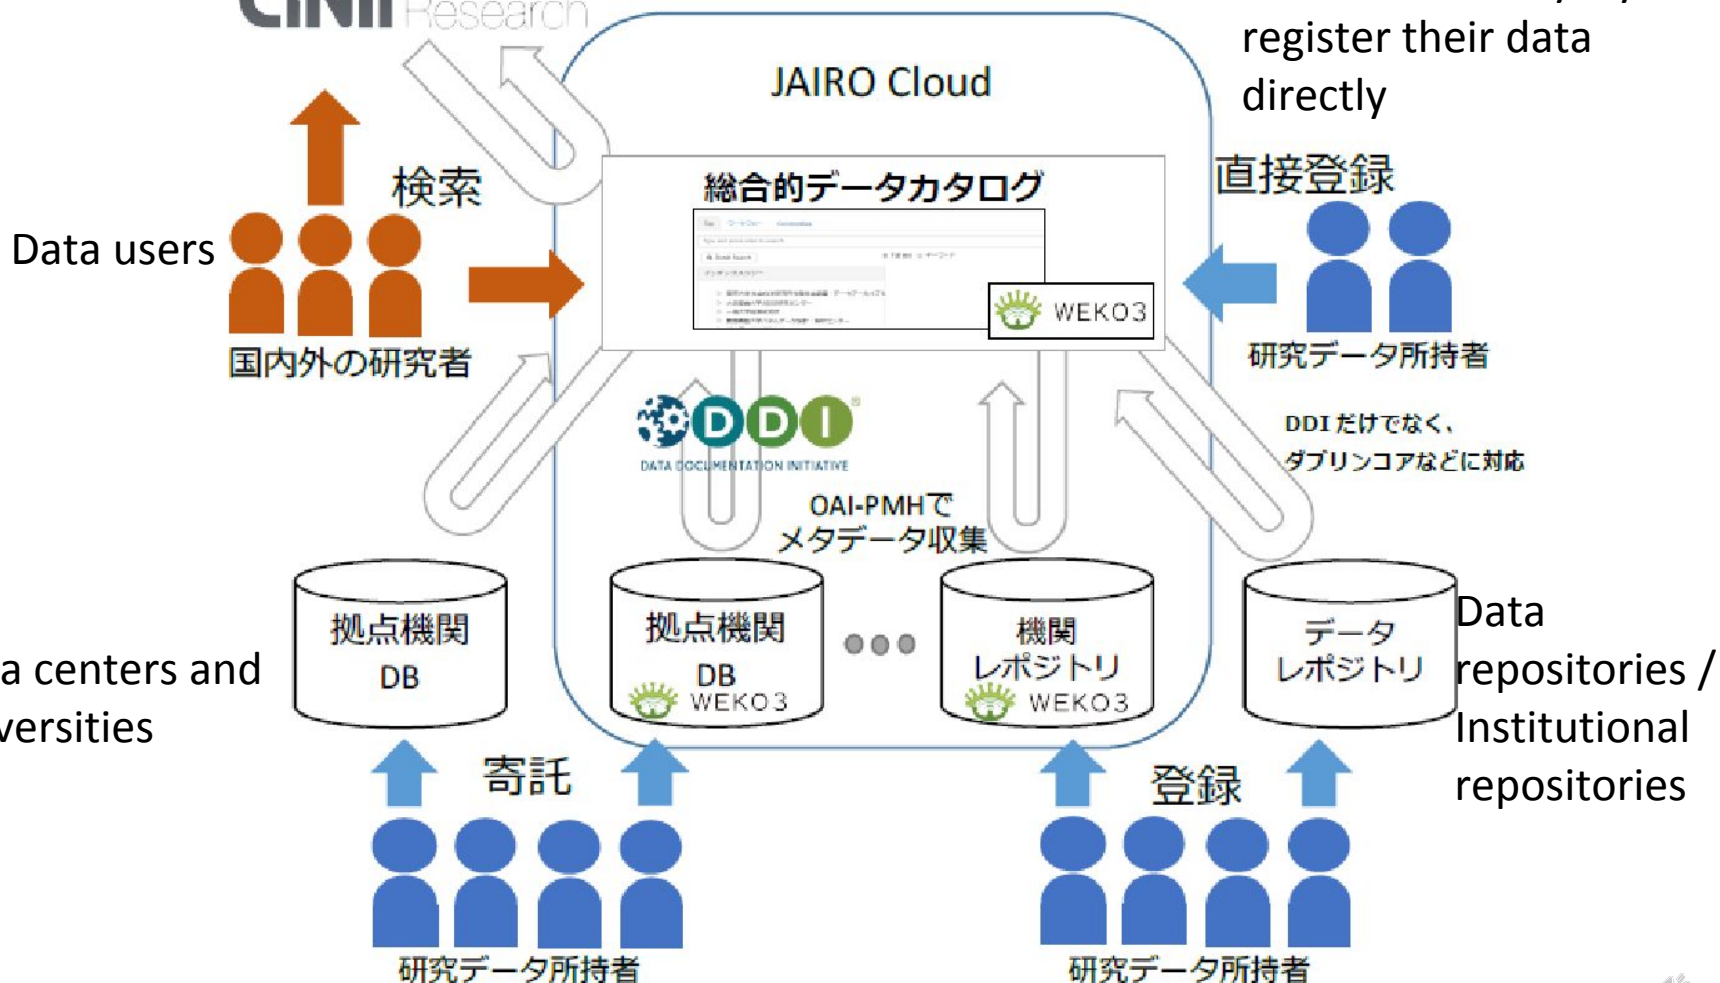 CiNii Research
register their data
directly
JAIRO Cloud
検索
総合的データカタログ
直接登録
Data users
WEKO3
国内外の研究者
研究データ所持者
DDI
DATA DOCUMENTATION INITIATIVE
DDIだけでなく、
ダブリンコアなどに対応
OAI-PMHで
メタデータ収集
拠点機関
DB
拠点機関
DB
WEKO3
機関
レポジトリ
WEKO3
データ
レポジトリ
a centers and
versities
Data
repositories /
Institutional
repositories
寄託
登録
研究データ所持者
研究データ所持者